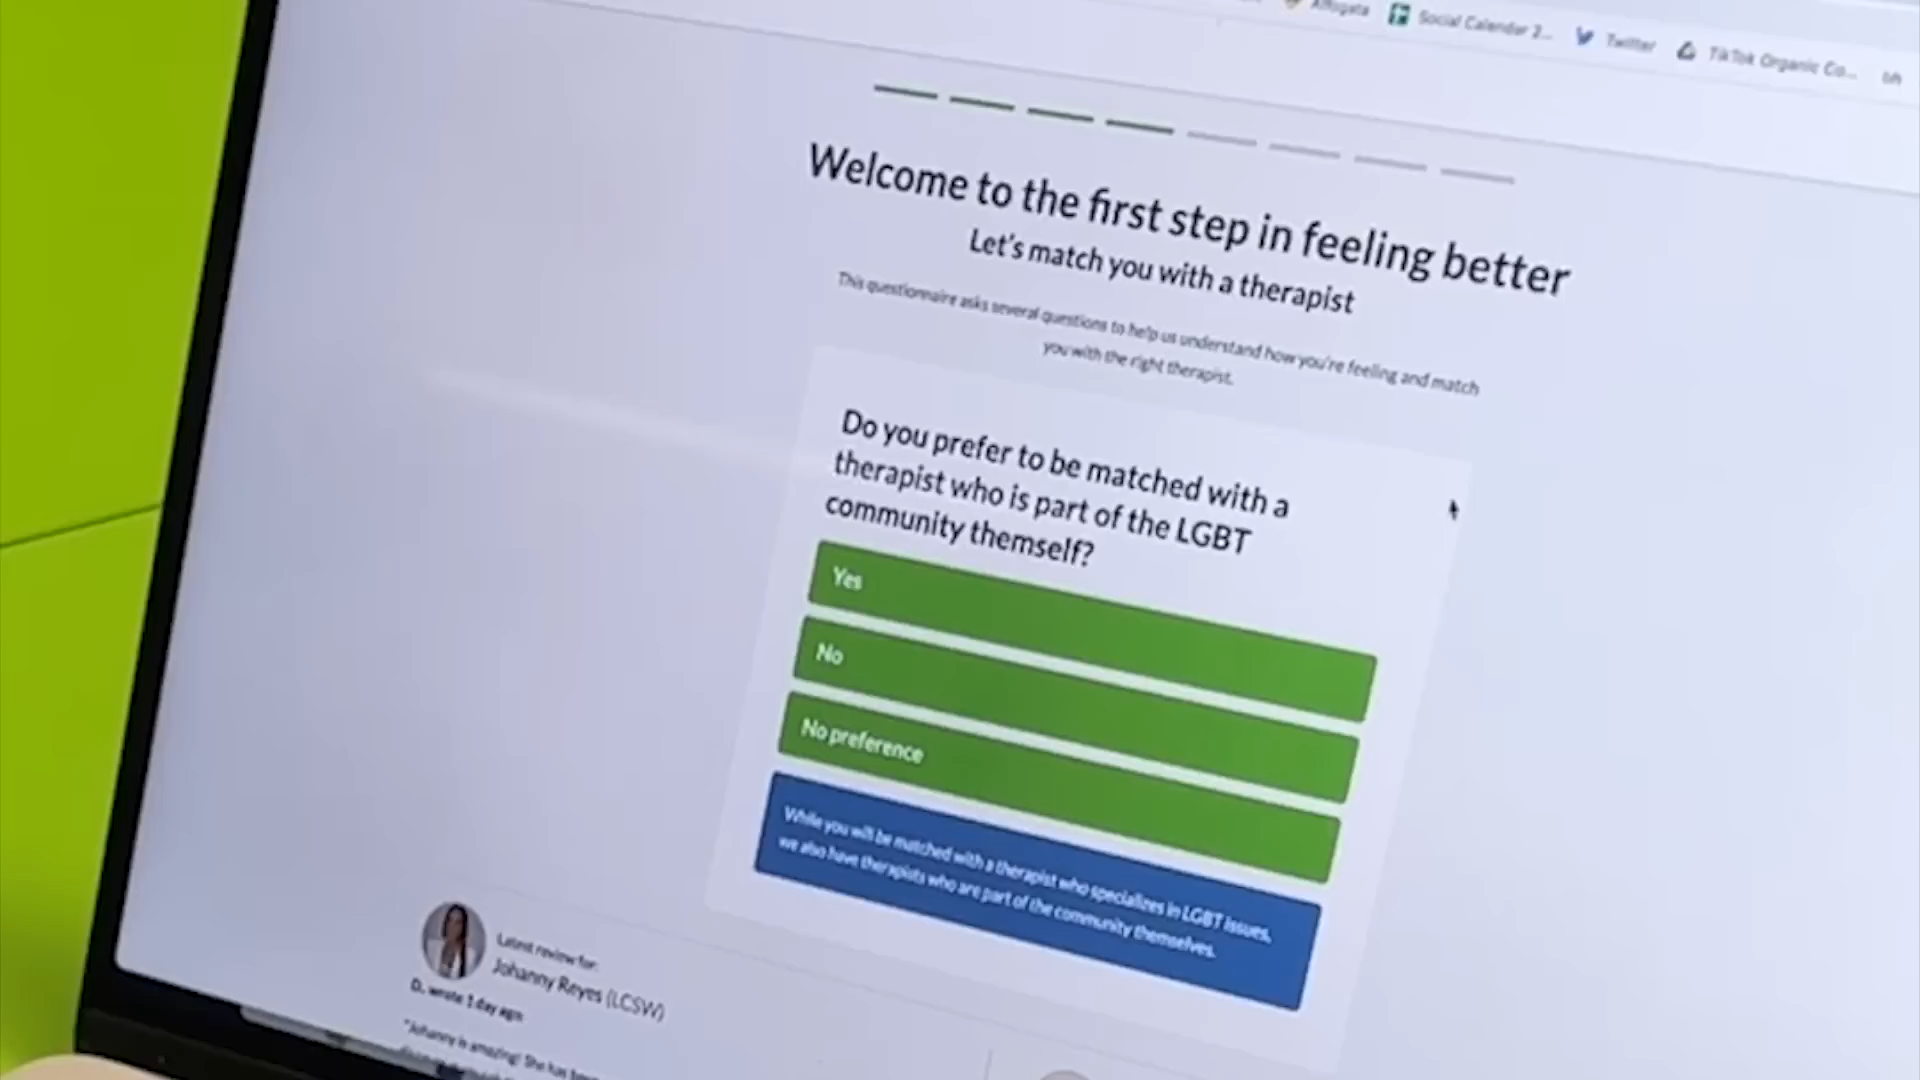 Affogata Social Calendar 2... Twitter TikTok Organic Co...
Welcome to the first step in feeling better
Let's match you with a therapist
This questionnaire asks several questions to help us understand how you're feeling and match
you with the right therapist.
Do you prefer to be matched with a
therapist who is part of the LGBT
community themself?
Yes
No
No preference
While you will be matched with a therapist who specializes in LGBT issues,
we also have therapists who are part of the community themselves.
Latest review for:
Johanny Reyes (LCSW)
D., wrote 1 day ago:
"Johanny is amazing! She has been